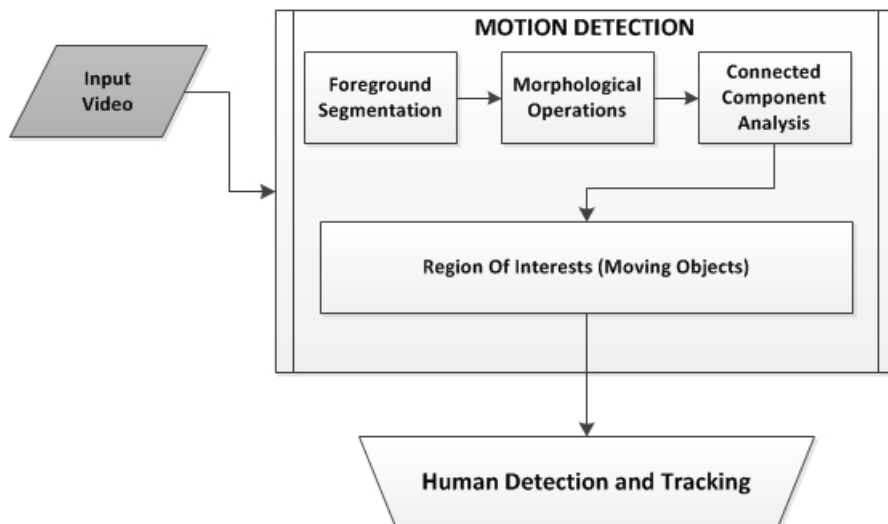 MOTION DETECTION
Input
Video
Foreground
Segmentation
Morphological
Operations
Connected
Component
Analysis
Region Of Interests (Moving Objects)
Human Detection and Tracking